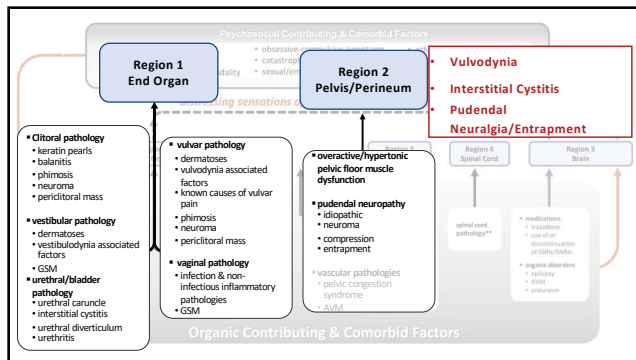 Psychosocial Contributing & Comorbid Factors
• obsessive-compulsive symptoms
• catastrop
• sexual/em
dality
distressing sensations o
Region 1
End Organ
Region 2
Pelvis/Perineum
• Vulvodynia
• Interstitial Cystitis
• Pudendal
Neuralgia/Entrapment
Region 4
Spinal Cord
Region 5
Brain
Clitoral pathology
• keratin pearls
• balanitis
• phimosis
• neuroma
• periclitoral mass
vestibular pathology
• dermatoses
• vestibulodynia associated
factors
• GSM
urethral/bladder
pathology
• urethral caruncle
• interstitial cystitis
• urethral diverticulum
• urethritis
vulvar pathology
• dermatoses
• vulvodynia associated
factors
• known causes of vulvar
pain
• phimosis
• neuroma
• periclitoral mass
vaginal pathology
• infection & non-
infectious inflammatory
pathologies
• GSM
overactive/hypertonic
pelvic floor muscle
dysfunction
pudendal neuropathy
• idiopathic
• neuroma
• compression
• entrapment
vascular pathologies
• pelvic congestion
syndrome
• AVM
spinal cord
pathology**
• medications
• trazodone
• use of or
discontinuation
of SSRIs/SNRIs
• organic disorders
• epilepsy
• AVM
• aneurysm
Organic Contributing & Comorbid Factors